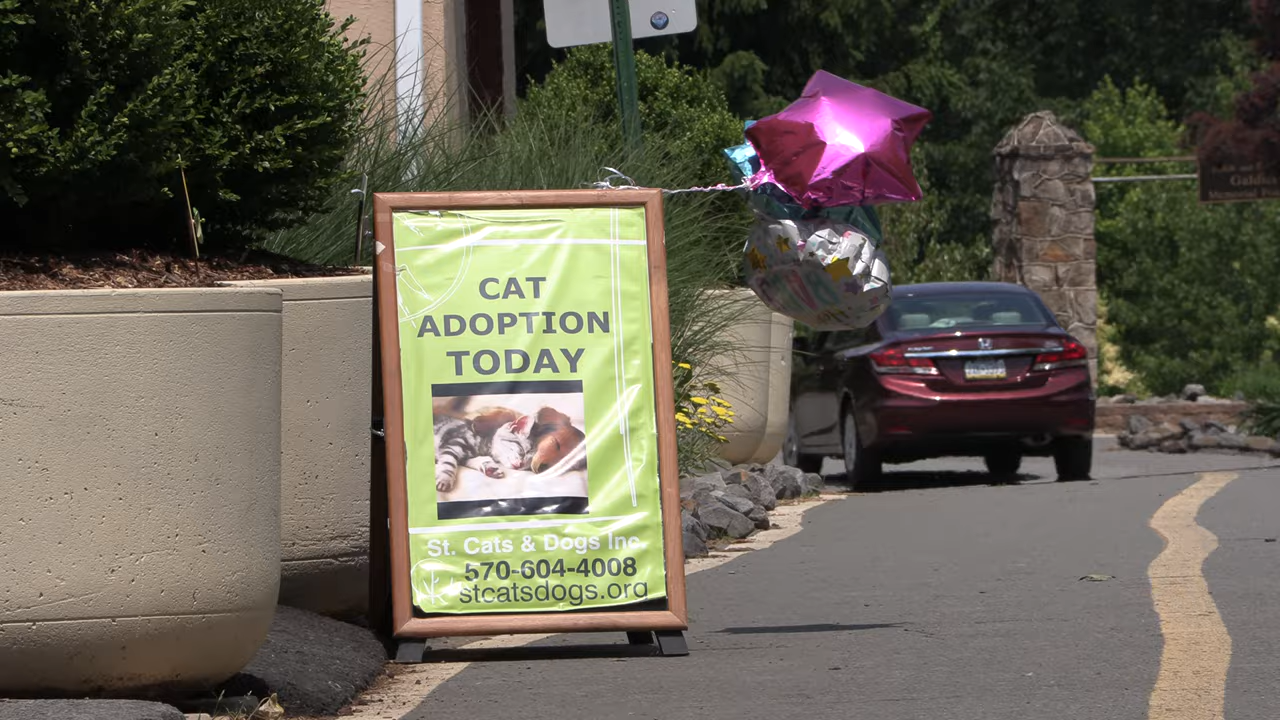 CAT
ADOPTION
TODAY
St. Cats & Dogs Inc.
570-604-4008
stcatsdogs.org